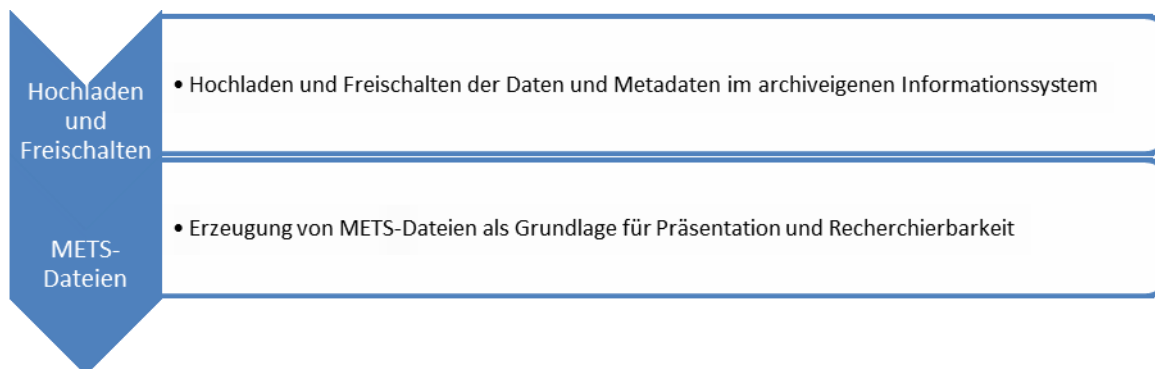 Hochladen
und
Freischalten
• Hochladen und Freischalten der Daten und Metadaten im archiveigenen Informationssystem
METS-
Dateien
• Erzeugung von METS-Dateien als Grundlage für Präsentation und Recherchierbarkeit